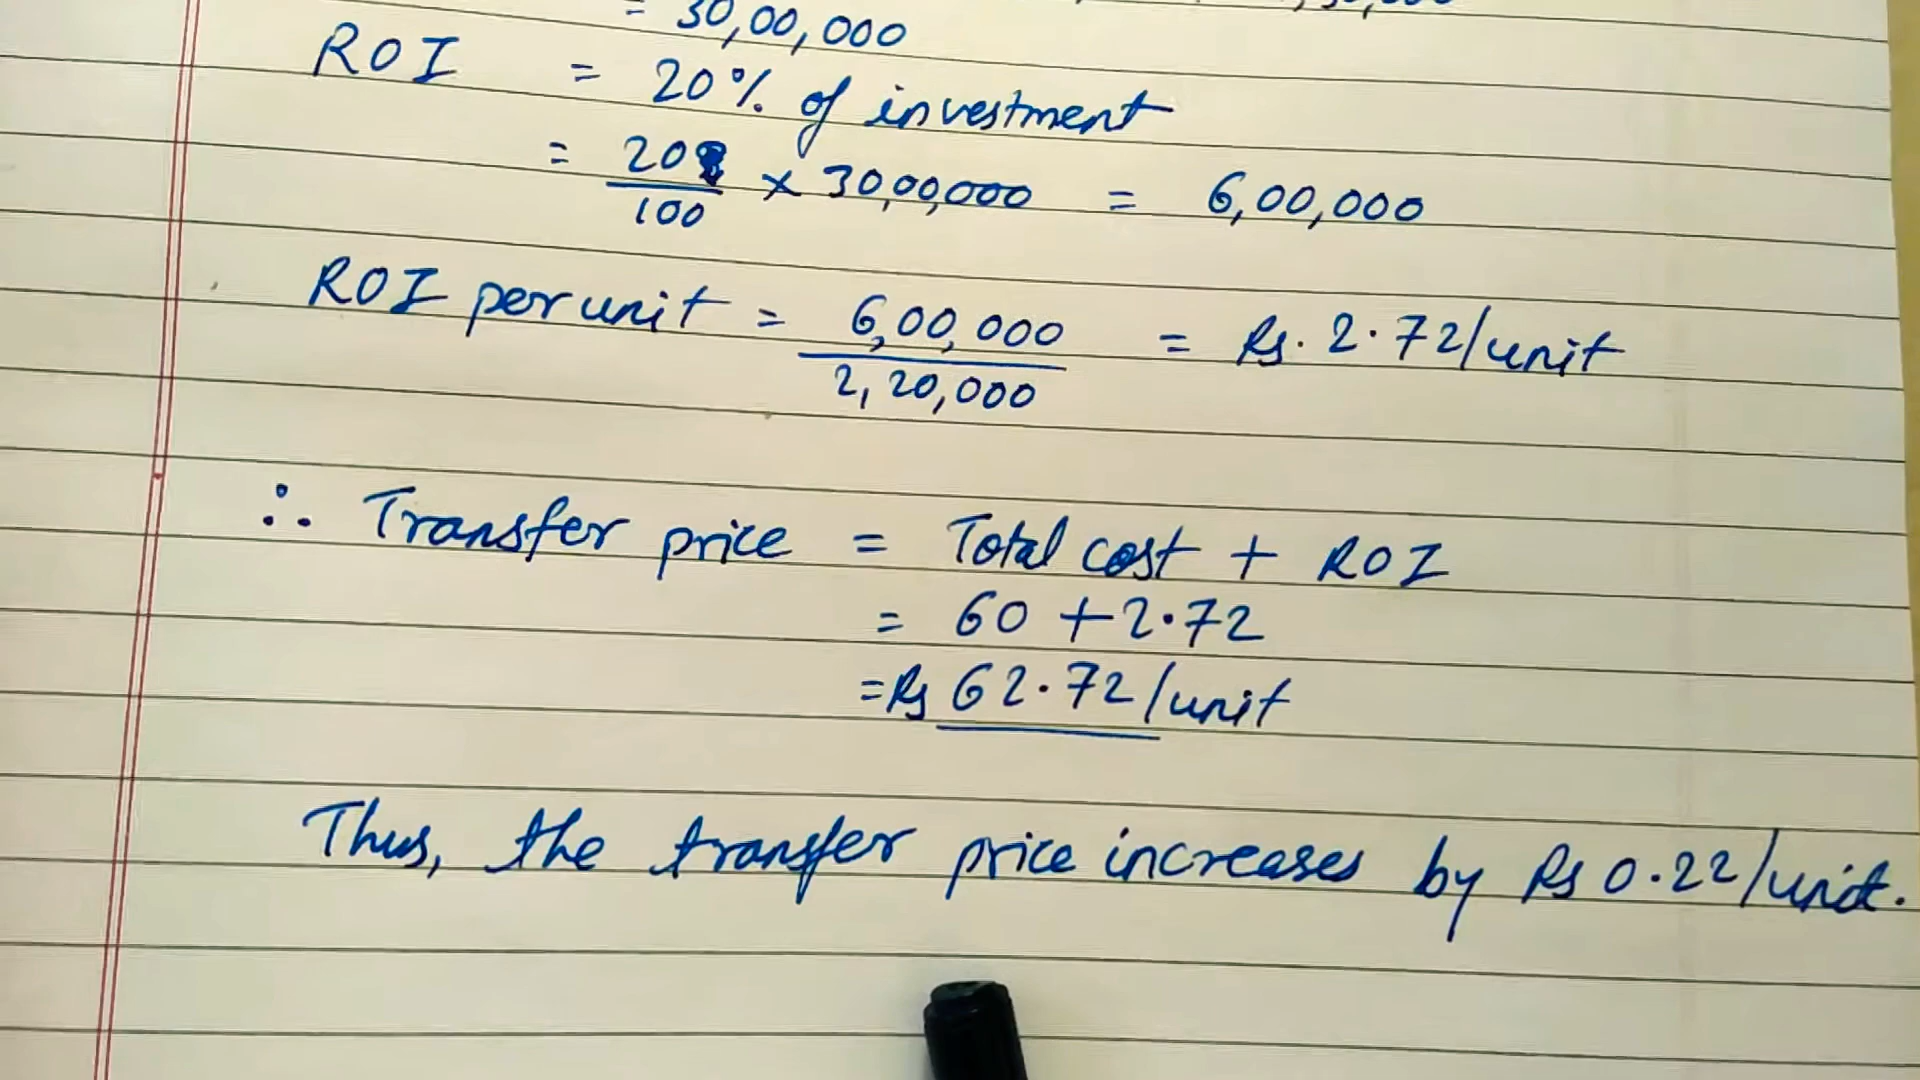 = 30,00,000
ROI = 20% of investment
= 20/100 × 30,00,000 = 6,00,000
ROI per unit = 6,00,000/2,20,000 = Rs. 2.72/unit
∴ Transfer price = Total cost + ROI
= 60 + 2.72
= Rs 62.72/unit
Thus, the transfer price increases by Rs 0.22/unit.